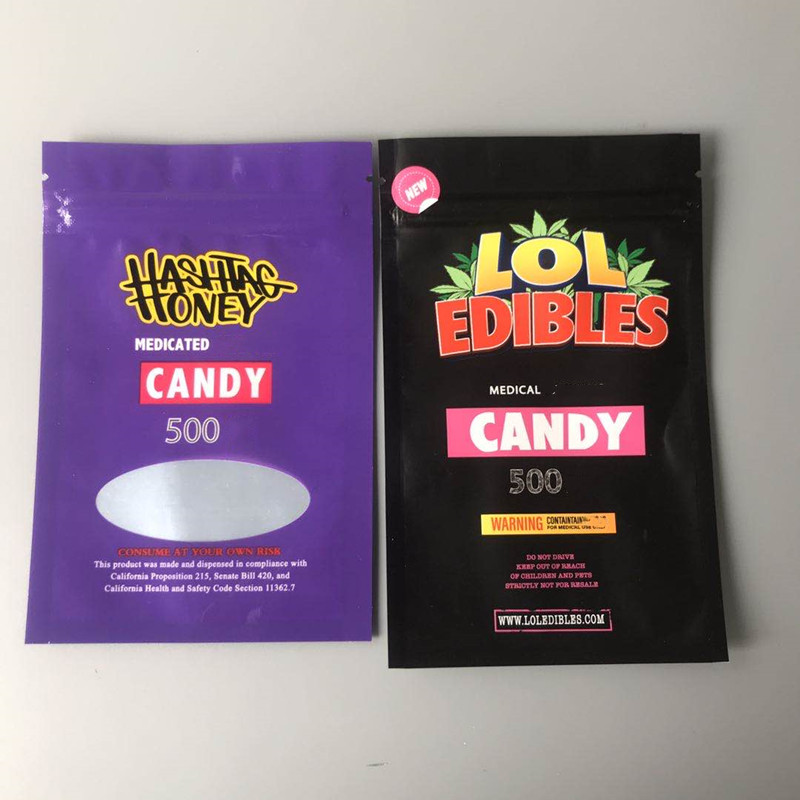 HASHTAG
HONEY
MEDICATED
CANDY
500
CONSUME AT YOUR OWN RISK
This product was made and dispensed in compliance with
California Proposition 215, Senate Bill 420, and
California Health and Safety Code Section 11362.7
NEW
LOL
EDIBLES
MEDICAL
CANDY
500
WARNING
FOR MEDICAL USE
DO NOT DRIVE
KEEP OUT OF REACH
OF CHILDREN AND PETS
STRICTLY NOT FOR RESALE
WWW.LOLEDIBLES.COM